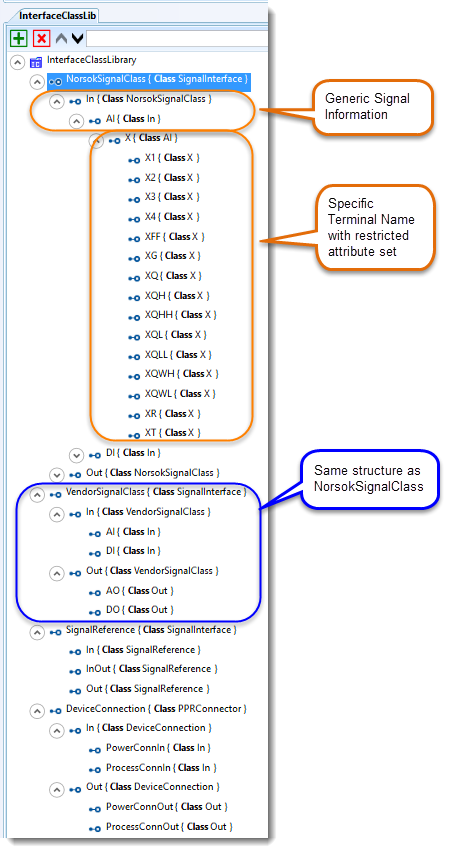 InterfaceClassLib
InterfaceClassLibrary
NorsokSignalClass { Class SignalInterface }
In { Class NorsokSignalClass }
AI { Class In }
X { Class AI }
X1 { Class X }
X2 { Class X }
X3 { Class X }
X4 { Class X }
XFF { Class X }
XG { Class X }
XQ { Class X }
XQH { Class X }
XQHH { Class X }
XQL { Class X }
XQLL { Class X }
XQWH { Class X }
XQWL { Class X }
XR { Class X }
XT { Class X }
DI { Class In }
Out { Class NorsokSignalClass }
VendorSignalClass { Class SignalInterface }
In { Class VendorSignalClass }
AI { Class In }
DI { Class In }
Out { Class VendorSignalClass }
AO { Class Out }
DO { Class Out }
SignalReference { Class SignalInterface }
In { Class SignalReference }
InOut { Class SignalReference }
Out { Class SignalReference }
DeviceConnection { Class PPRConnector }
In { Class DeviceConnection }
PowerConnIn { Class In }
ProcessConnIn { Class In }
Out { Class DeviceConnection }
PowerConnOut { Class Out }
ProcessConnOut { Class Out }
Generic Signal
Information
Specific
Terminal Name
with restricted
attribute set
Same structure as
NorsokSignalClass